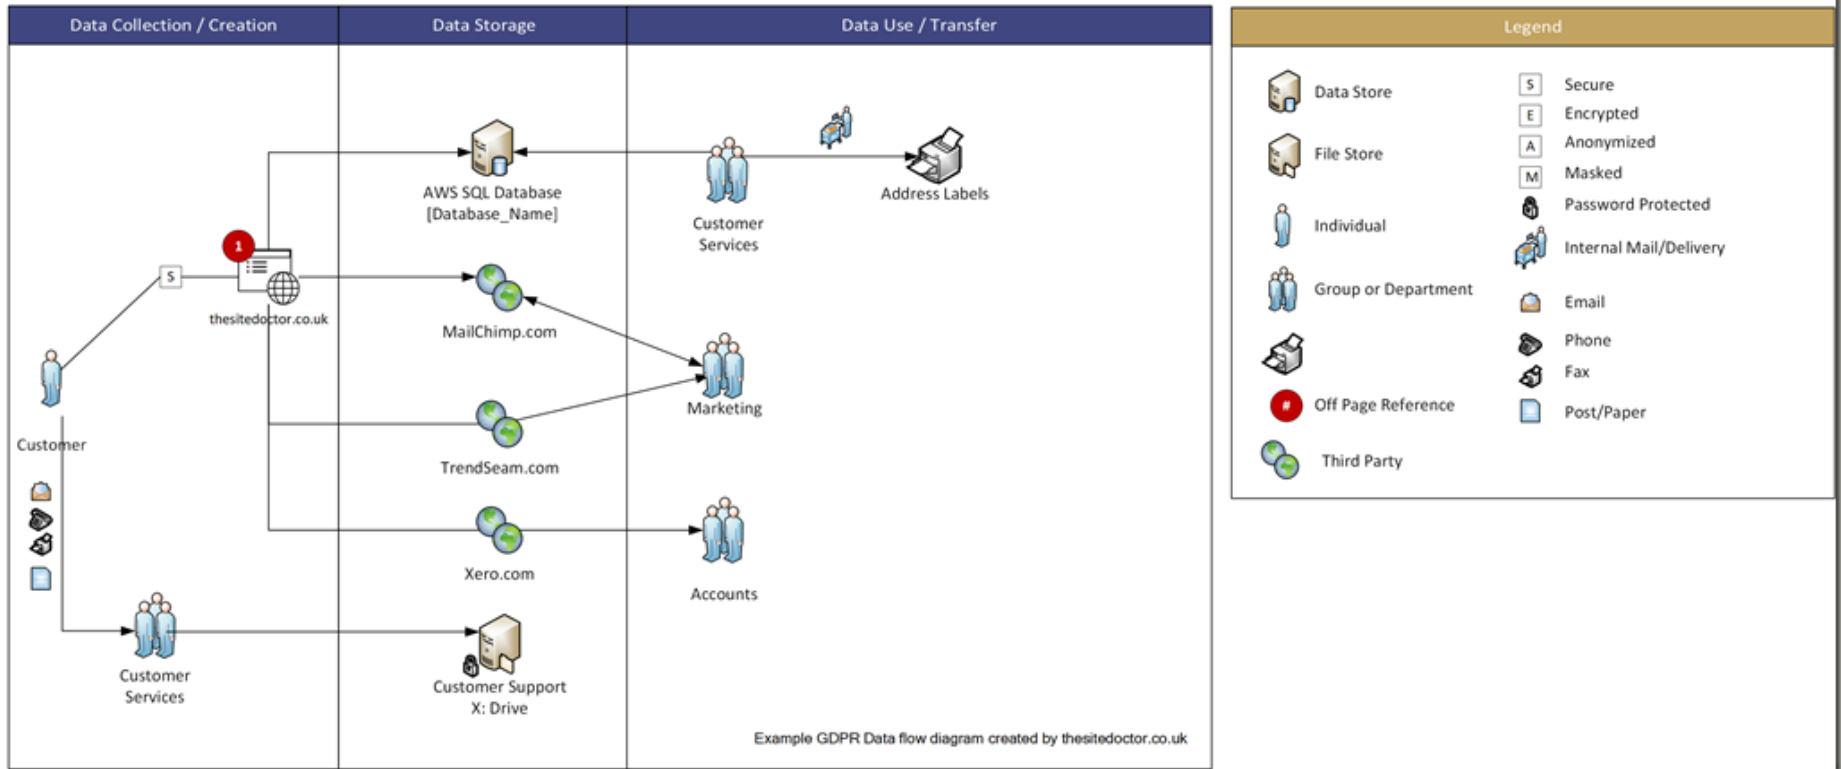 Data Collection / Creation
Data Storage
Data Use / Transfer
AWS SQL Database
[Database_Name]
Customer
Services
Address Labels
1
S
thesitedoctor.co.uk
MailChimp.com
Customer
Marketing
TrendSeam.com
Xero.com
Accounts
Customer
Services
Customer Support
X: Drive
Example GDPR Data flow diagram created by thesitedoctor.co.uk
Legend
Data Store
File Store
Individual
Group or Department
#
Off Page Reference
Third Party
S
Secure
E
Encrypted
A
Anonymized
M
Masked
Password Protected
Internal Mail/Delivery
Email
Phone
Fax
Post/Paper